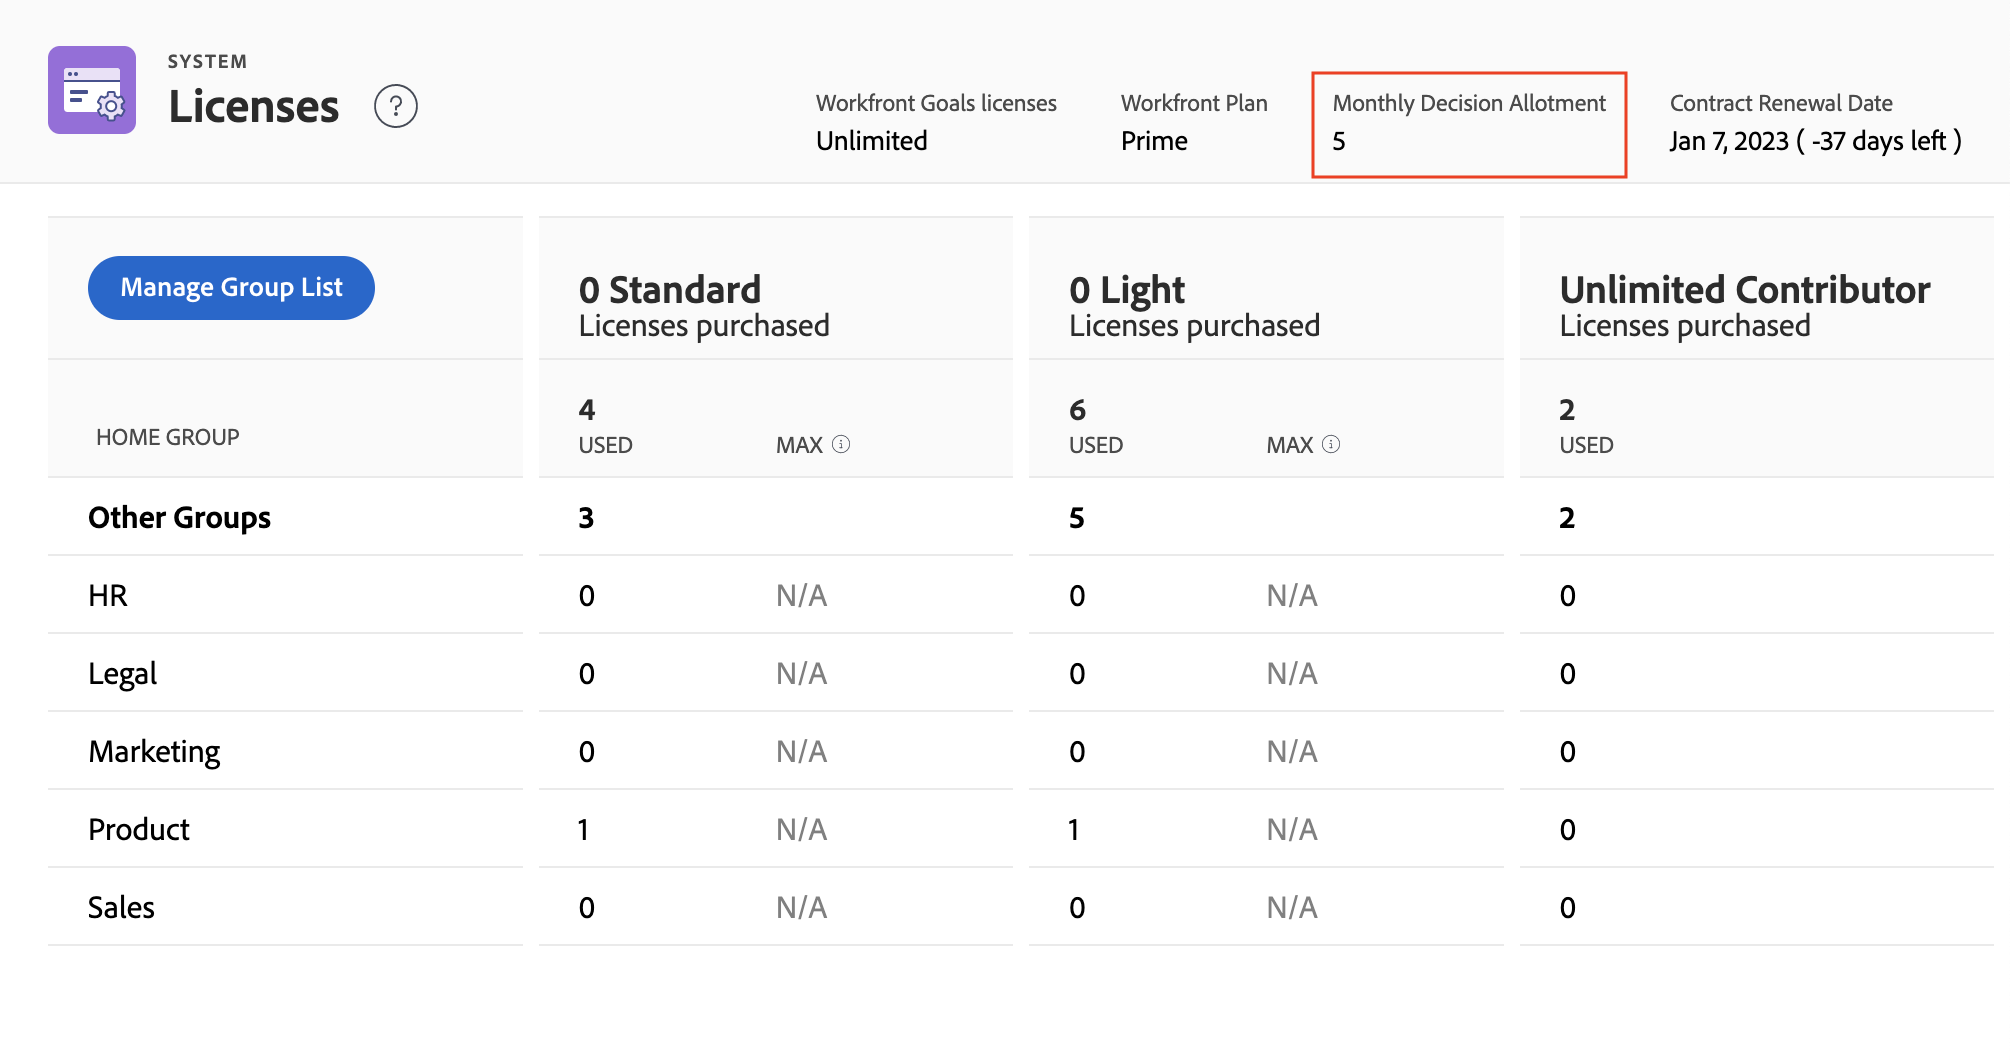 SYSTEM
Licenses ?
Workfront Goals licenses
Unlimited
Workfront Plan
Prime
Monthly Decision Allotment
5
Contract Renewal Date
Jan 7, 2023 ( -37 days left )
Manage Group List
0 Standard
Licenses purchased
0 Light
Licenses purchased
Unlimited Contributor
Licenses purchased
HOME GROUP
4
USED MAX i
6
USED MAX i
2
USED
Other Groups 3 5 2
HR 0 N/A 0 N/A 0
Legal 0 N/A 0 N/A 0
Marketing 0 N/A 0 N/A 0
Product 1 N/A 1 N/A 0
Sales 0 N/A 0 N/A 0